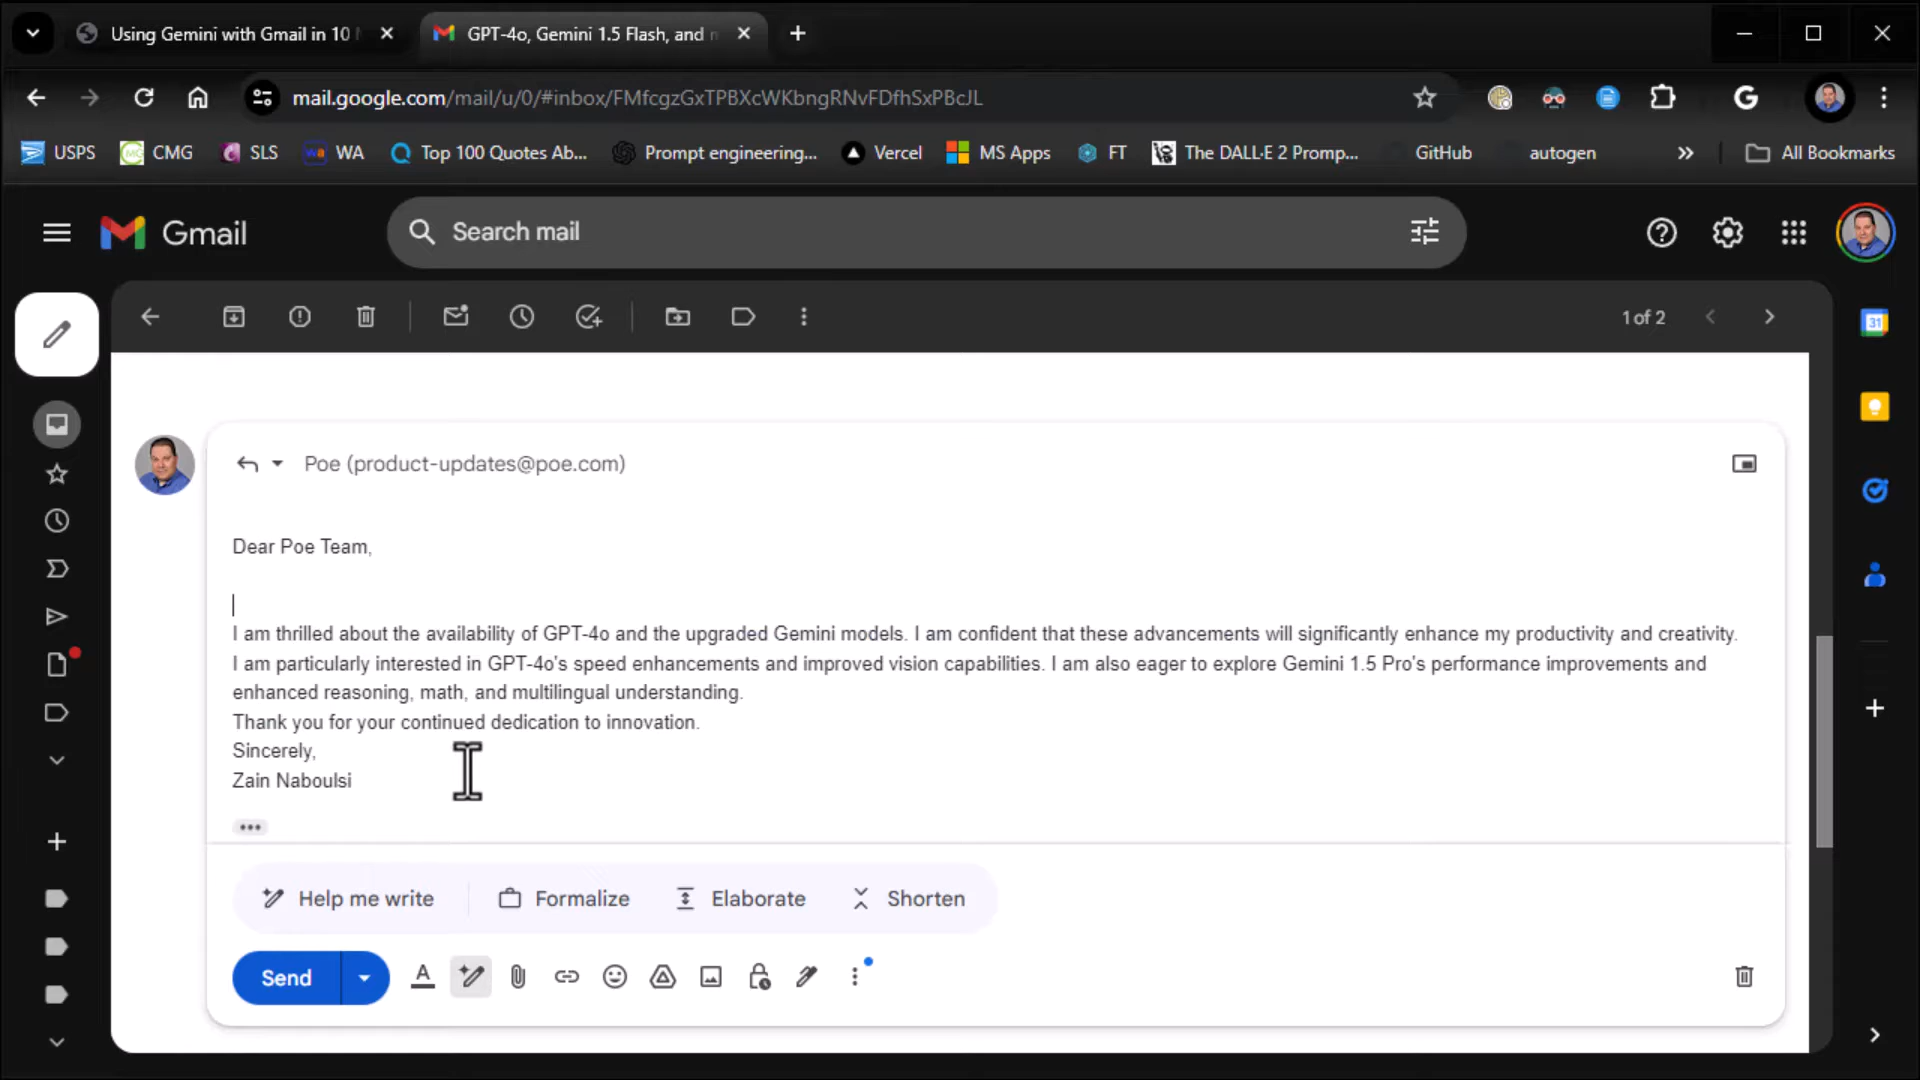 Using Gemini with Gmail in 10
GPT-4o, Gemini 1.5 Flash, and
mail.google.com/mail/u/0/#inbox/FMfcgzGxTPBXcWKbngRNvFDfhSxPBcJL
USPS CMG SLS WA Top 100 Quotes Ab... Prompt engineering... Vercel MS Apps FT The DALL·E 2 Promp... GitHub autogen » All Bookmarks
Gmail
Search mail
1 of 2
31
Poe (product-updates@poe.com)
Dear Poe Team,
I am thrilled about the availability of GPT-4o and the upgraded Gemini models. I am confident that these advancements will significantly enhance my productivity and creativity.
I am particularly interested in GPT-4o's speed enhancements and improved vision capabilities. I am also eager to explore Gemini 1.5 Pro's performance improvements and
enhanced reasoning, math, and multilingual understanding.
Thank you for your continued dedication to innovation.
Sincerely,
Zain Naboulsi
Help me write Formalize Elaborate Shorten
Send